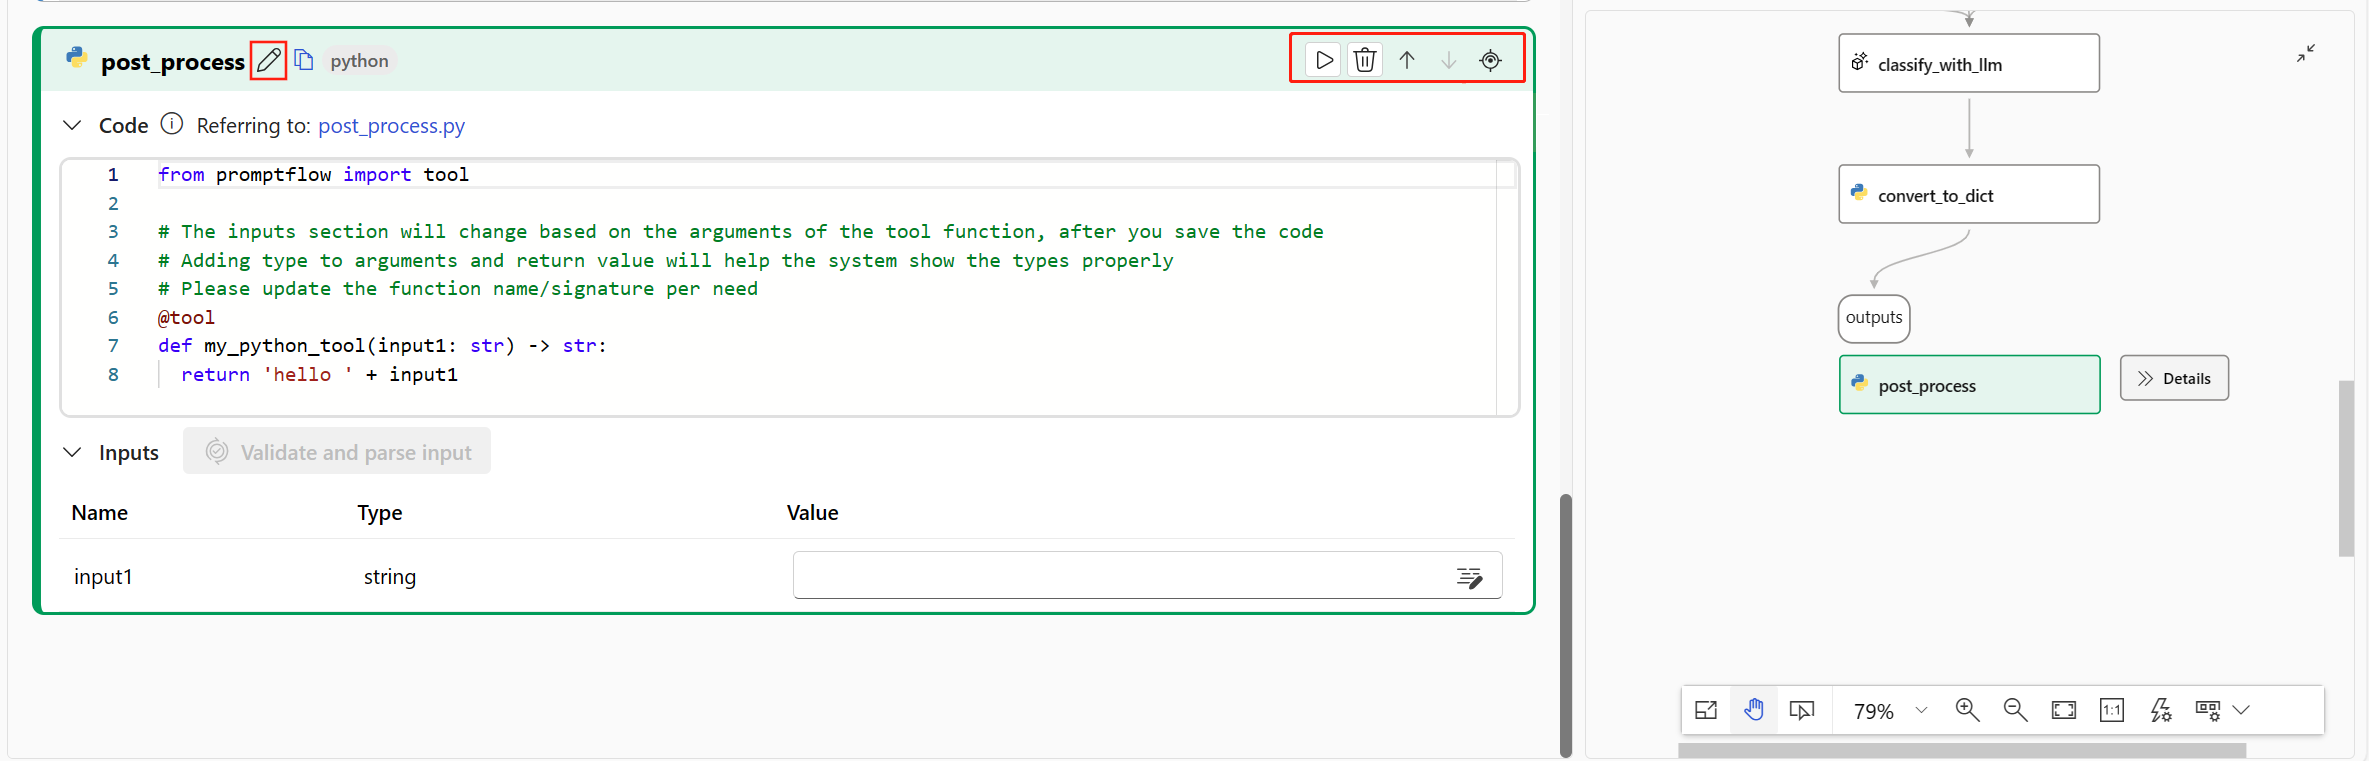 post_process python
Code Referring to: post_process.py
1 from promptflow import tool
2
3 # The inputs section will change based on the arguments of the tool function, after you save the code
4 # Adding type to arguments and return value will help the system show the types properly
5 # Please update the function name/signature per need
6 @tool
7 def my_python_tool(input1: str) -> str:
8 return 'hello ' + input1
Inputs Validate and parse input
Name Type Value
input1 string
classify_with_llm
convert_to_dict
outputs
post_process Details
79% 1:1